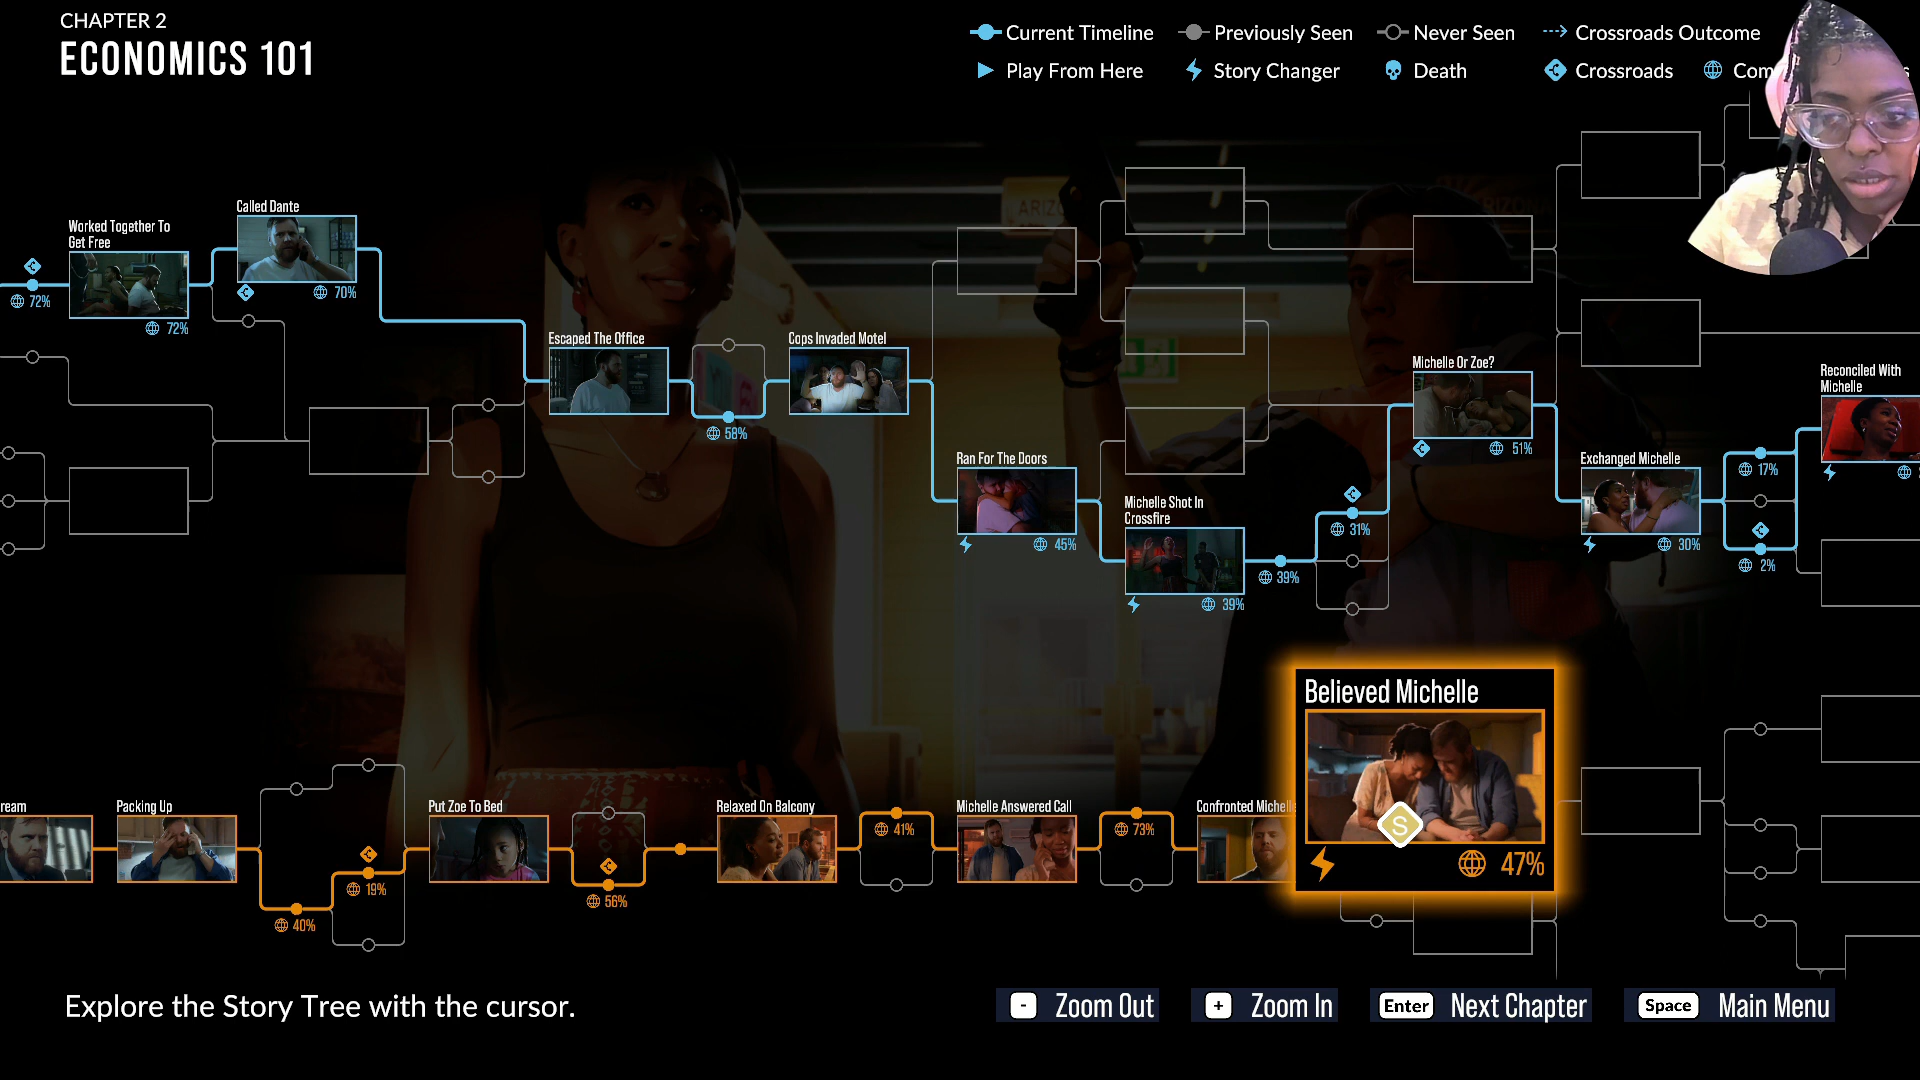 CHAPTER 2
ECONOMICS 101
Current Timeline
Previously Seen
Never Seen
Crossroads Outcome
Play From Here
Story Changer
Death
Crossroads
Called Dante
Worked Together To
Get Free
72%
72%
70%
Escaped The Office
58%
Cops Invaded Motel
Ran For The Doors
45%
Michelle Shot In
Crossfire
39%
39%
31%
Michelle Or Zoe?
51%
Exchanged Michelle
30%
17%
2%
Reconciled With
Michelle
ARIZO
Believed Michelle
S
47%
Packing Up
40%
19%
Put Zoe To Bed
56%
Relaxed On Balcony
41%
Michelle Answered Call
73%
Confronted Michelle
Explore the Story Tree with the cursor.
- Zoom Out
+ Zoom In
Enter Next Chapter
Space Main Menu